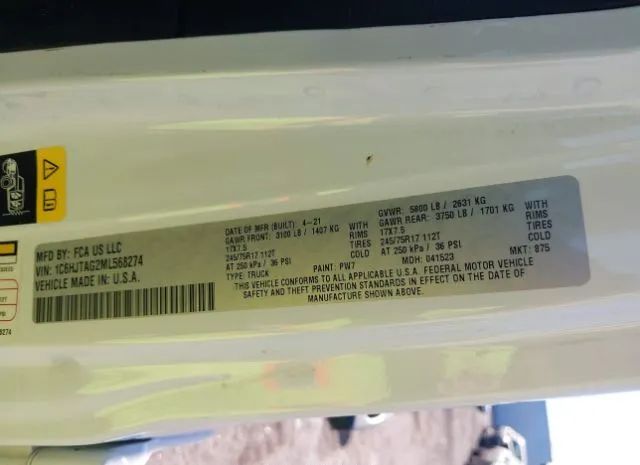 MFD BY: FCA US LLC
VIN: 1C6HJTAG2ML568274
VEHICLE MADE IN U.S.A.
DATE OF MFR (BUILT): 4-21
GAWR FRONT: 3100 LB / 1407 KG WITH
17X7.5 RIMS
245/75R17 112T TIRES
AT 250 kPa / 36 PSI COLD
TYPE: TRUCK
PAINT: PW7
GVWR: 5800 LB / 2631 KG
GAWR REAR: 3750 LB / 1701 KG WITH
17X7.5 RIMS
245/75R17 112T TIRES
AT 250 kPa / 36 PSI COLD
MDH: 041523 MKT: 875
THIS VEHICLE CONFORMS TO ALL APPLICABLE U.S.A. FEDERAL MOTOR VEHICLE
SAFETY AND THEFT PREVENTION STANDARDS IN EFFECT ON THE DATE OF
MANUFACTURE SHOWN ABOVE.